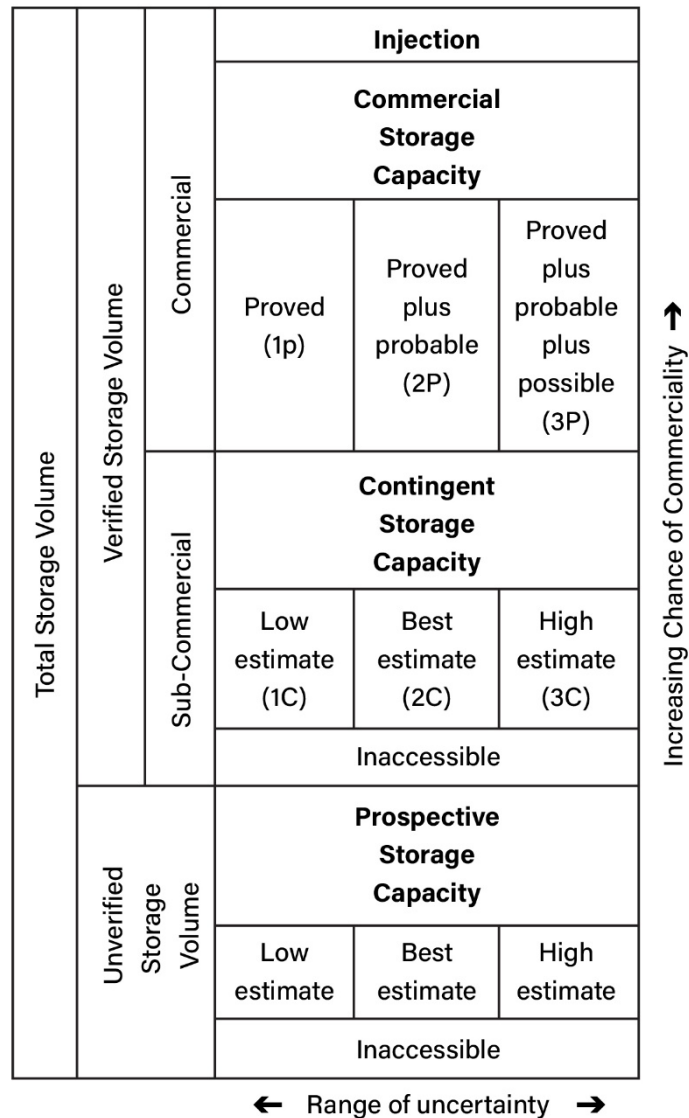 Total Storage Volume
Verified Storage Volume
Commercial
Injection
Commercial
Storage
Capacity
Proved
(1p)
Proved
plus
probable
(2P)
Proved
plus
probable
plus
possible
(3P)
Sub-Commercial
Contingent
Storage
Capacity
Low
estimate
(1C)
Best
estimate
(2C)
High
estimate
(3C)
Inaccessible
Unverified
Storage
Volume
Prospective
Storage
Capacity
Low
estimate
Best
estimate
High
estimate
Inaccessible
Increasing Chance of Commerciality →
← Range of uncertainty →